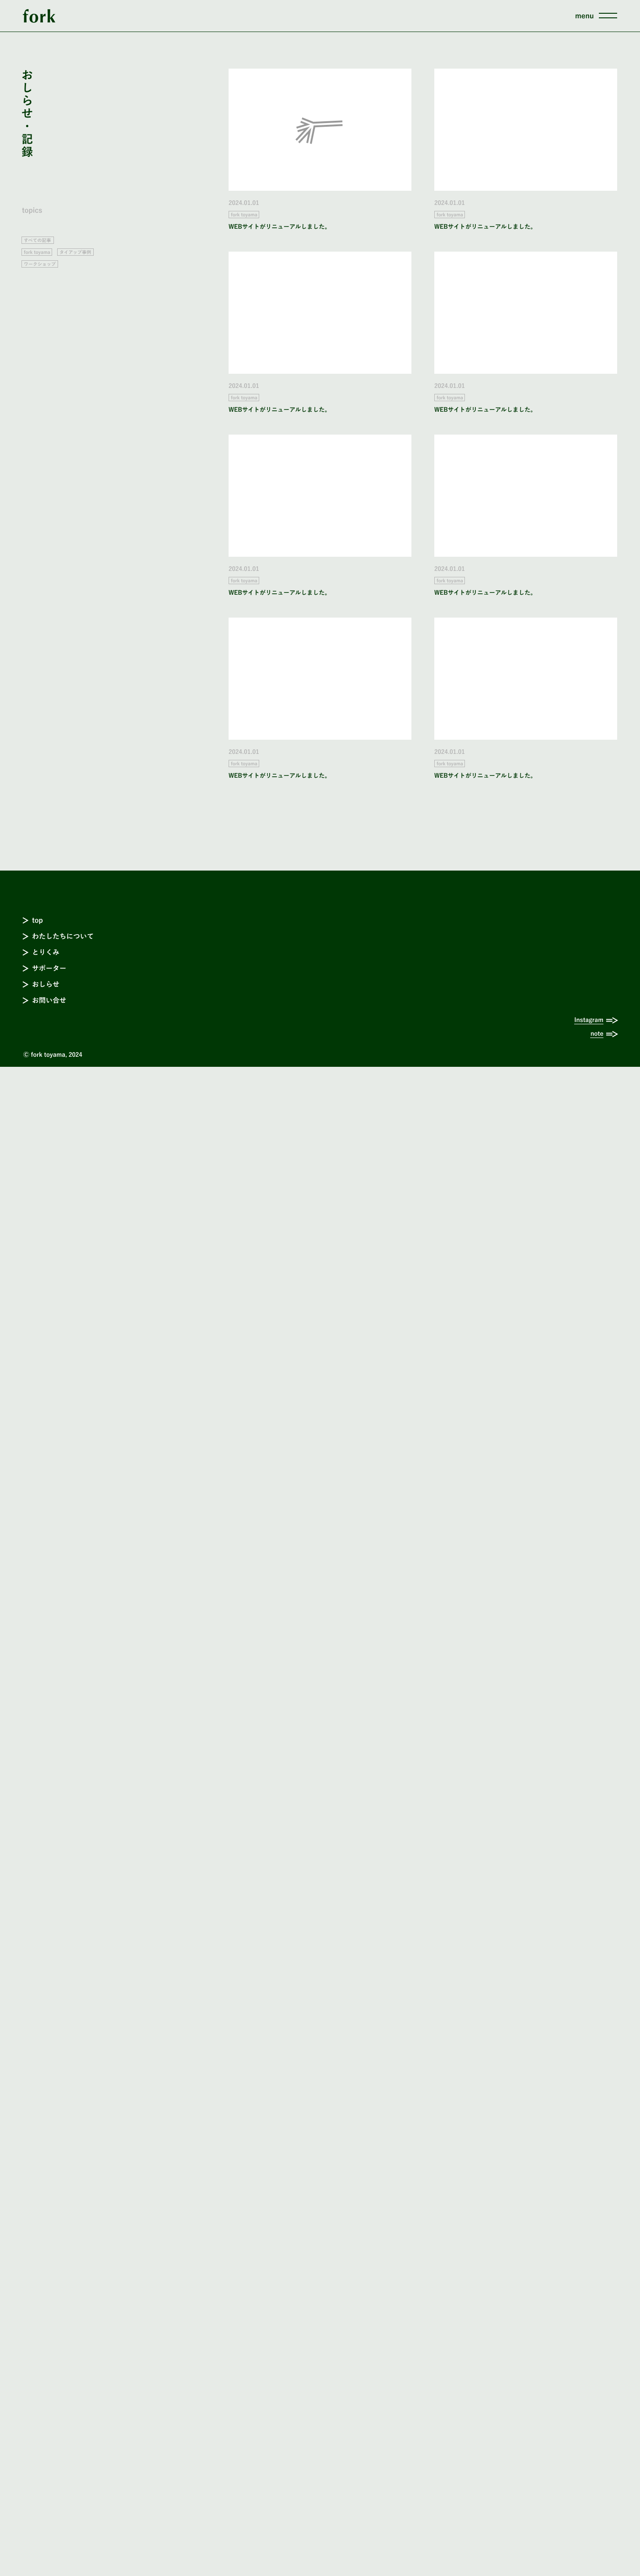 fork
menu
おしらせ・記録
topics
すべての記事
fork toyama
タイアップ事例
ワークショップ
2024.01.01
fork toyama
WEBサイトがリニューアルしました。
2024.01.01
fork toyama
WEBサイトがリニューアルしました。
2024.01.01
fork toyama
WEBサイトがリニューアルしました。
2024.01.01
fork toyama
WEBサイトがリニューアルしました。
2024.01.01
fork toyama
WEBサイトがリニューアルしました。
2024.01.01
fork toyama
WEBサイトがリニューアルしました。
2024.01.01
fork toyama
WEBサイトがリニューアルしました。
2024.01.01
fork toyama
WEBサイトがリニューアルしました。
top
わたしたちについて
とりくみ
サポーター
おしらせ
お問い合せ
Instagram
note
© fork toyama, 2024